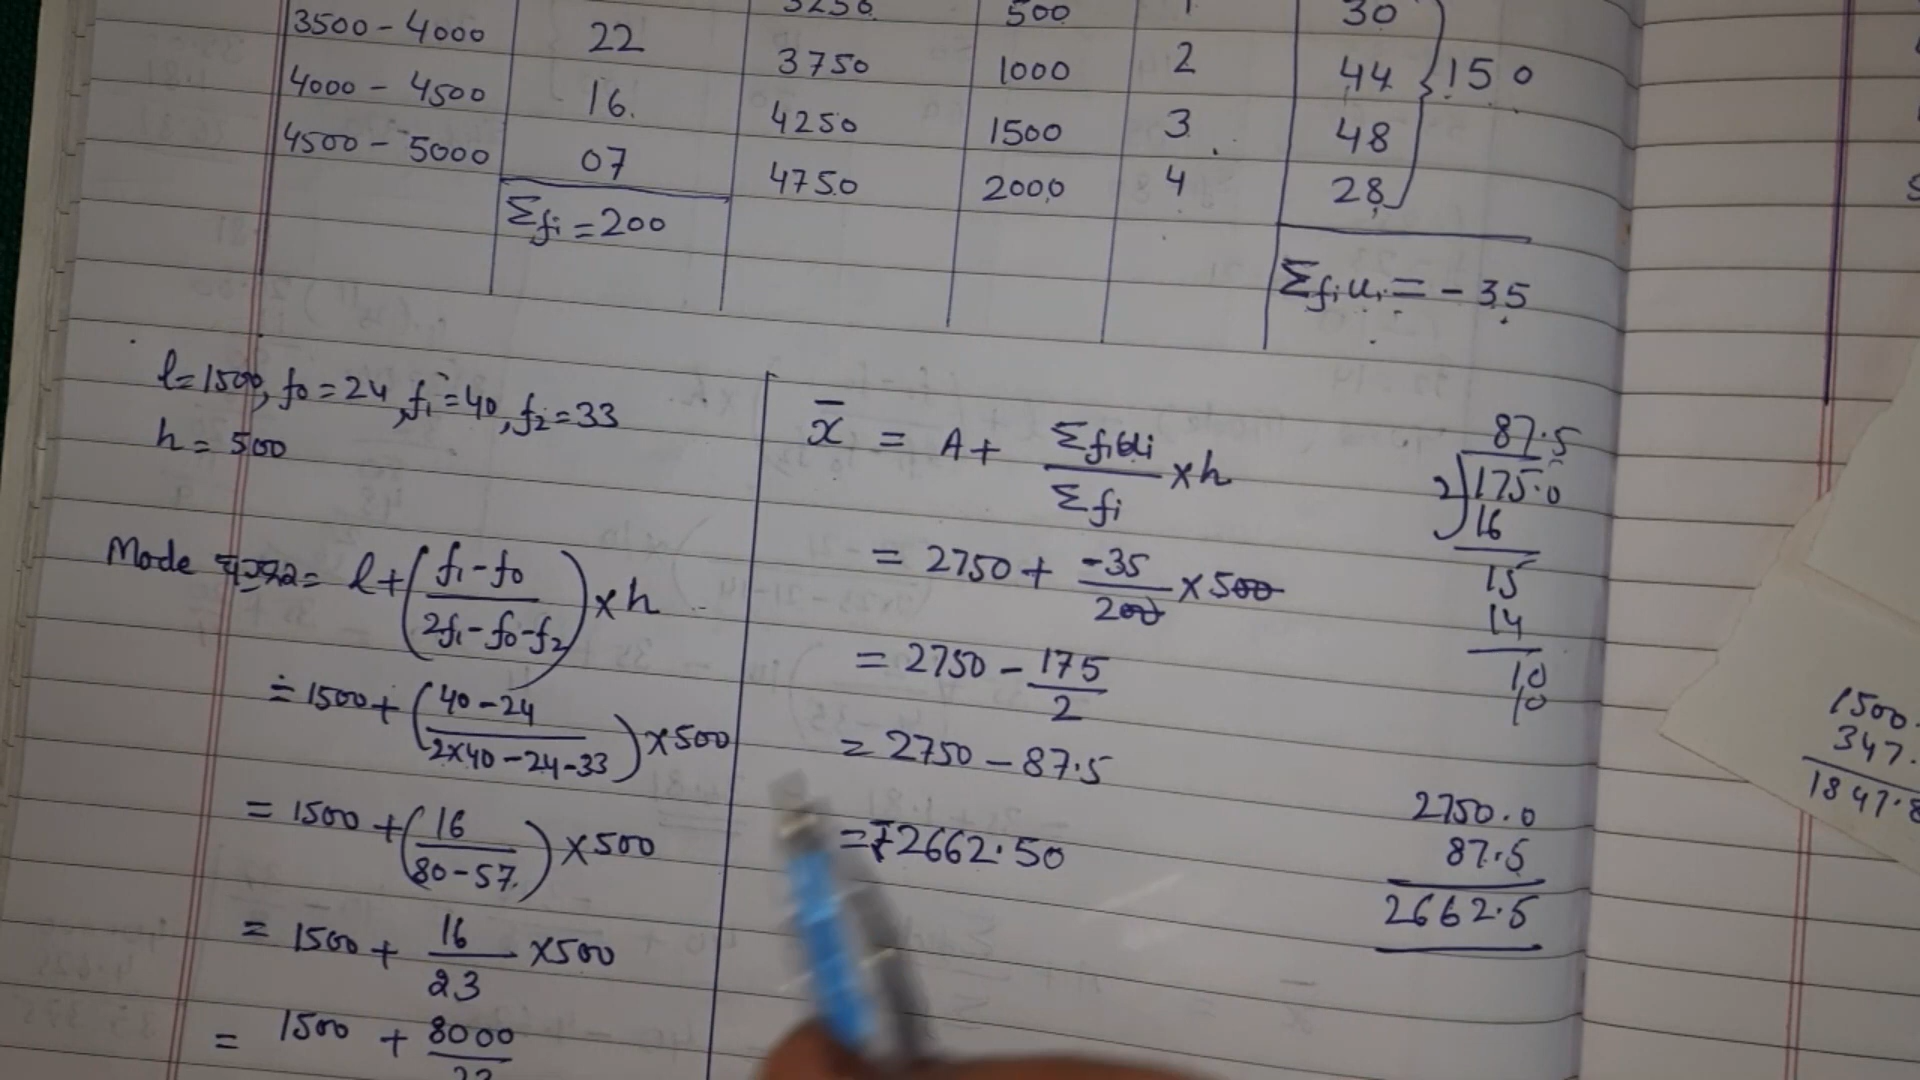 3250 500 1 30
3500 - 4000 22 3750 1000 2 44 150
4000 - 4500 16. 4250 1500 3 48
4500 - 5000 07 4750 2000 4 28
Σfi = 200
Σfiui = - 35
l = 1500, f0 = 24, f1 = 40, f2 = 33
h = 500
Mode = l + (f1 - f0 / 2f1 - f0 - f2) × h
= 1500 + (40 - 24 / 2×40 - 24 - 33) × 500
= 1500 + (16 / 80 - 57) × 500
= 1500 + 16 / 23 × 500
= 1500 + 8000 / 23
x̄ = A + Σfiui / Σfi × h
= 2750 + -35 / 200 × 500
= 2750 - 175 / 2
= 2750 - 87.5
= ₹2662.50
87.5
2 175.0
16
15
14
10
10
2750.0
87.5
2662.5
1500.
347.
1847.8